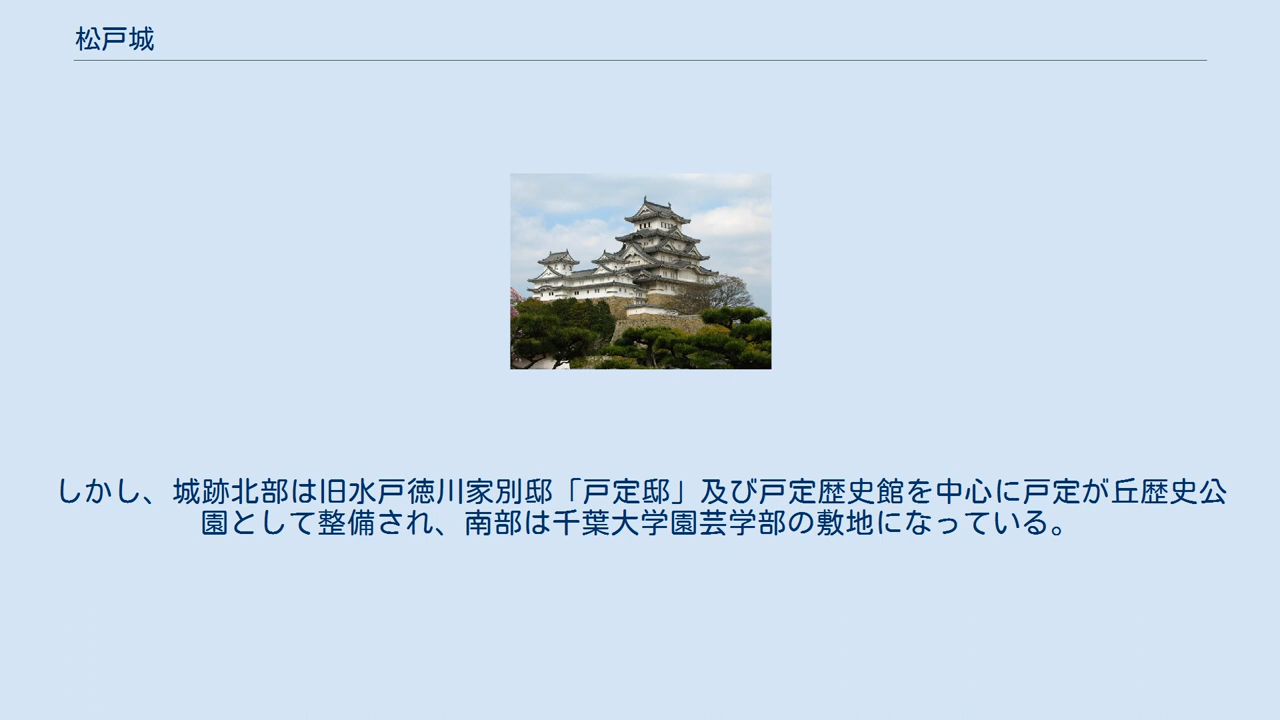 松戸城
しかし、城跡北部は旧水戸徳川家別邸「戸定邸」及び戸定歴史館を中心に戸定が丘歴史公
園として整備され、南部は千葉大学園芸学部の敷地になっている。